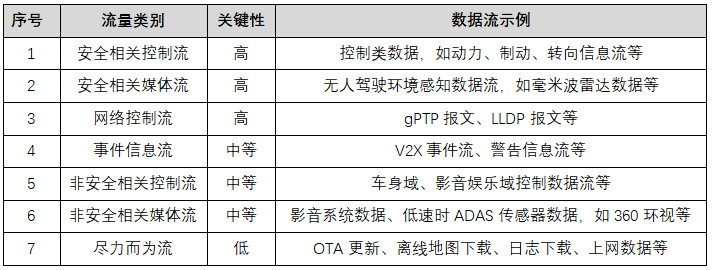 序号 流量类别 关键性 数据流示例
1 安全相关控制流 高 控制类数据，如动力、制动、转向信息流等
2 安全相关媒体流 高 无人驾驶环境感知数据流，如毫米波雷达数据等
3 网络控制流 高 gPTP 报文、LLDP 报文等
4 事件信息流 中等 V2X 事件流、警告信息流等
5 非安全相关控制流 中等 车身域、影音娱乐域控制数据流等
6 非安全相关媒体流 中等 影音系统数据、低速时 ADAS 传感器数据，如 360 环视等
7 尽力而为流 低 OTA 更新、离线地图下载、日志下载、上网数据等